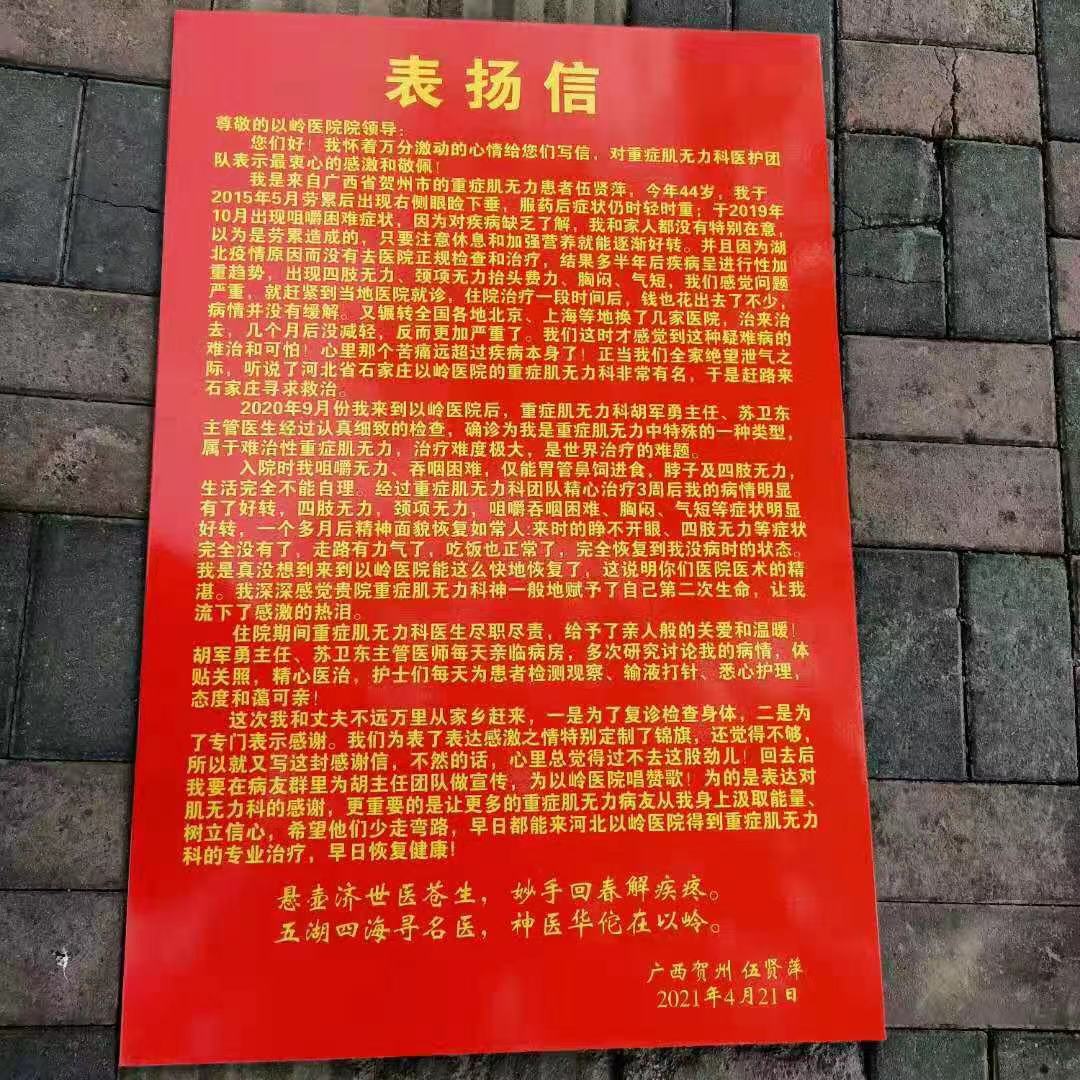 表扬信
尊敬的以岭医院院领导：
您们好！我怀着万分激动的心情给您们写信，对重症肌无力科医护团
队表示最衷心的感激和敬佩！
我是来自广西省贺州市的重症肌无力患者伍贤萍，今年44岁，我于
2015年5月劳累后出现右侧眼睑下垂，服药后症状仍时轻时重；于2019年
10月出现咀嚼困难症状，因为对疾病缺乏了解，我和家人都没有特别在意，
以为是劳累造成的，只要注意休息和加强营养就能逐渐好转。并且因为湖
北疫情原因而没有去医院正规检查和治疗，结果多半年后疾病呈进行性加
重趋势，出现四肢无力、颈项无力抬头费力、胸闷、气短，我们感觉问题
严重，就赶紧到当地医院就诊，住院治疗一段时间后，钱也花出去了不少，
病情并没有缓解。又辗转全国各地北京、上海等地换了几家医院，治来治
去，几个月后没减轻，反而更加严重了。我们这时才感觉到这种疑难病的
难治和可怕！心里那个苦痛远超过疾病本身了！正当我们全家绝望泄气之
际，听说了河北省石家庄以岭医院的重症肌无力科非常有名，于是赶路来
石家庄寻求救治。
2020年9月份我来到以岭医院后，重症肌无力科胡军勇主任、苏卫东
主管医生经过认真细致的检查，确诊为我是重症肌无力中特殊的一种类型，
属于难治性重症肌无力，治疗难度极大，是世界治疗的难题。
入院时我咀嚼无力、吞咽困难，仅能胃管鼻饲进食，脖子及四肢无力，
生活完全不能自理。经过重症肌无力科团队精心治疗3周后我的病情明显
有了好转，四肢无力，颈项无力，咀嚼吞咽困难、胸闷、气短等症状明显
好转，一个多月后精神面貌恢复如常人:来时的睁不开眼、四肢无力等症状
完全没有了，走路有力气了，吃饭也正常了，完全恢复到我没病时的状态。
我是真没想到来到以岭医院能这么快地恢复了，这说明你们医院医术的精
湛。我深深感觉贵院重症肌无力科神一般地赋予了自己第二次生命，让我
流下了感激的热泪。
住院期间重症肌无力科医生尽职尽责，给予了亲人般的关爱和温暖！
胡军勇主任、苏卫东主管医师每天亲临病房，多次研究讨论我的病情，体
贴关照，精心医治，护士们每天为患者检测观察、输液打针、悉心护理，
态度和蔼可亲！
这次我和丈夫不远万里从家乡赶来，一是为了复诊检查身体，二是为
了专门表示感谢。我们为表了表达感激之情特别定制了锦旗，还觉得不够，
所以就又写这封感谢信，不然的话，心里总觉得过不去这股劲儿！回去后
我要在病友群里为胡主任团队做宣传，为以岭医院唱赞歌！为的是表达对
肌无力科的感谢，更重要的是让更多的重症肌无力病友从我身上汲取能量、
树立信心，希望他们少走弯路，早日都能来河北以岭医院得到重症肌无力
科的专业治疗，早日恢复健康！
悬壶济世医苍生，妙手回春解疾疼。
五湖四海寻名医，神医华佗在以岭。
广西贺州 伍贤萍
2021年4月21日